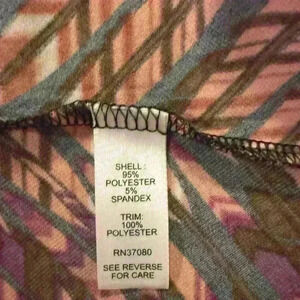 SHELL:
95%
POLYESTER
5%
SPANDEX
TRIM:
100%
POLYESTER
RN37080
SEE REVERSE
FOR CARE